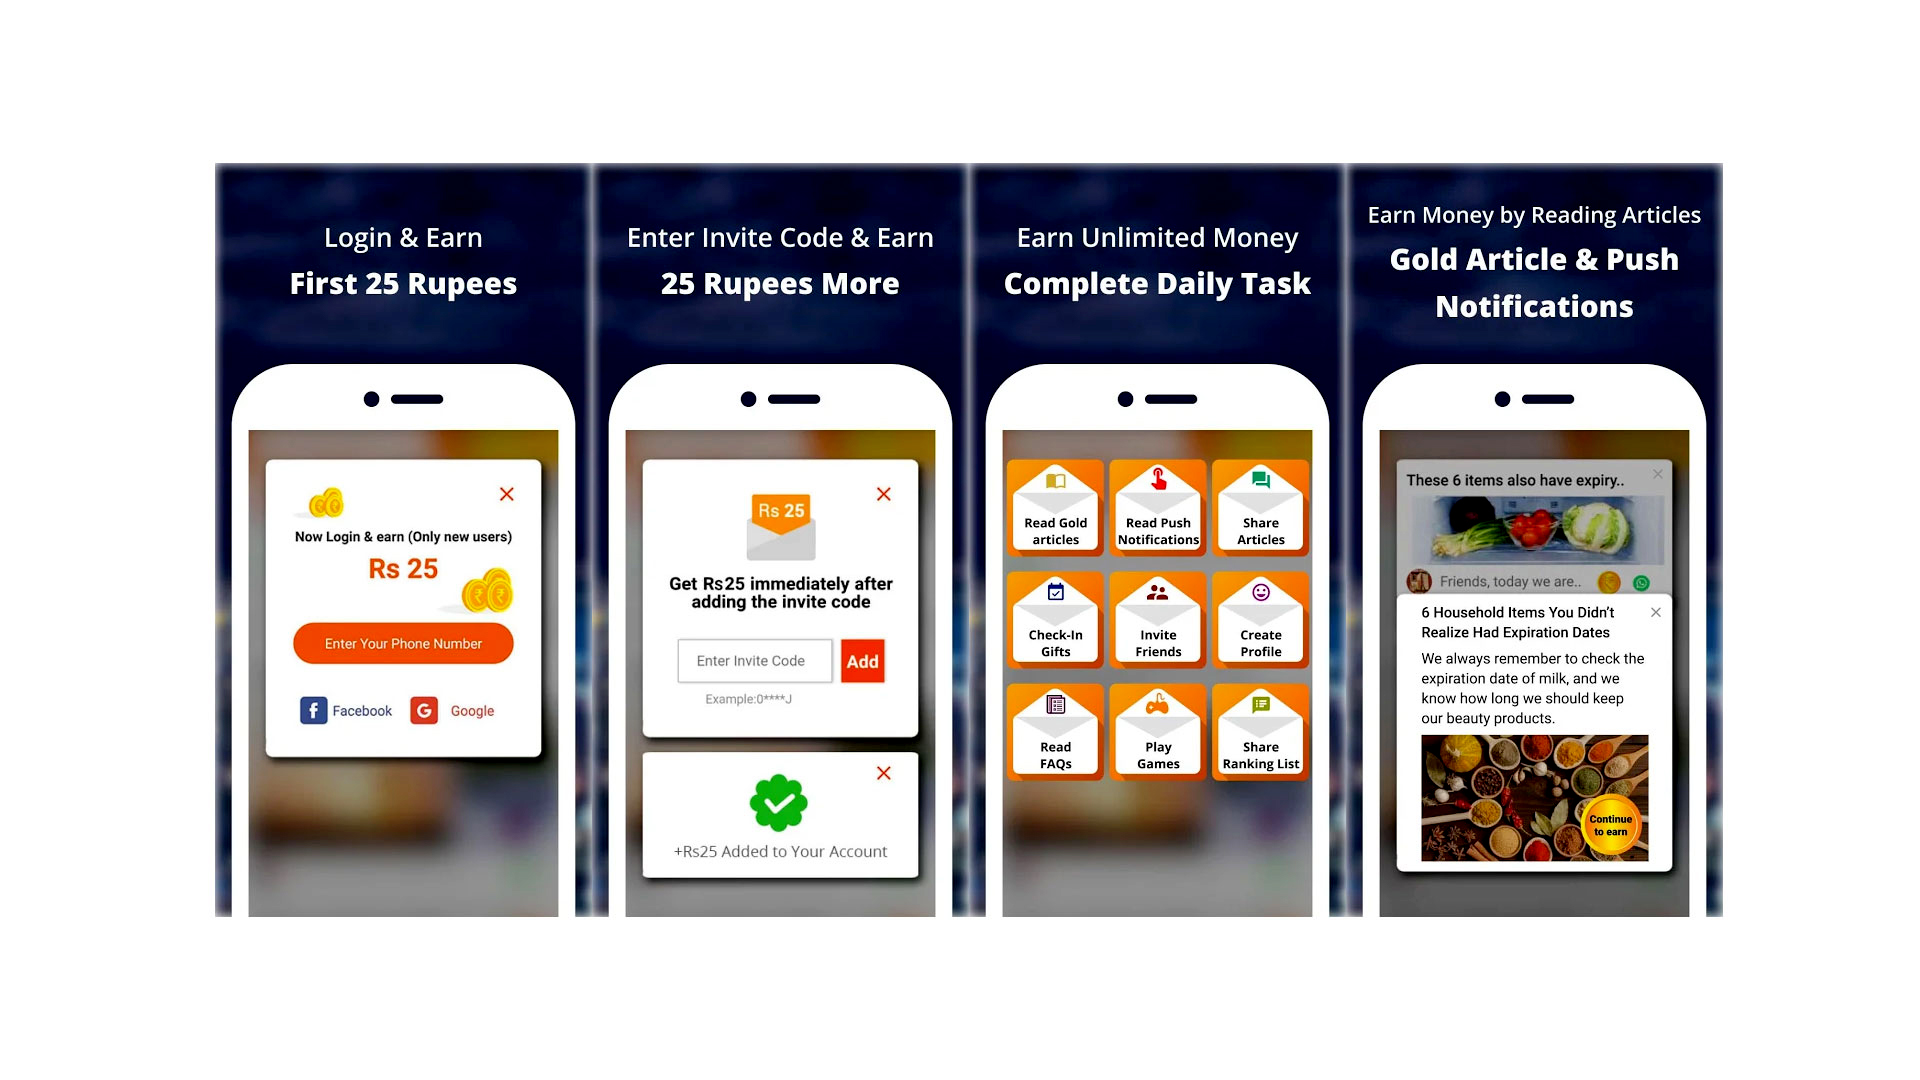 Login & Earn
First 25 Rupees
Now Login & earn (Only new users)
Rs 25
Enter Your Phone Number
Facebook
Google
Enter Invite Code & Earn
25 Rupees More
Rs 25
Get Rs25 immediately after
adding the invite code
Enter Invite Code
Add
Example:0****J
+Rs25 Added to Your Account
Earn Unlimited Money
Complete Daily Task
Read Gold
articles
Read Push
Notifications
Share
Articles
Check-In
Gifts
Invite
Friends
Create
Profile
Read
FAQs
Play
Games
Share
Ranking List
Earn Money by Reading Articles
Gold Article & Push
Notifications
These 6 items also have expiry..
Friends, today we are..
6 Household Items You Didn't
Realize Had Expiration Dates
We always remember to check the
expiration date of milk, and we
know how long we should keep
our beauty products.
Continue
to earn